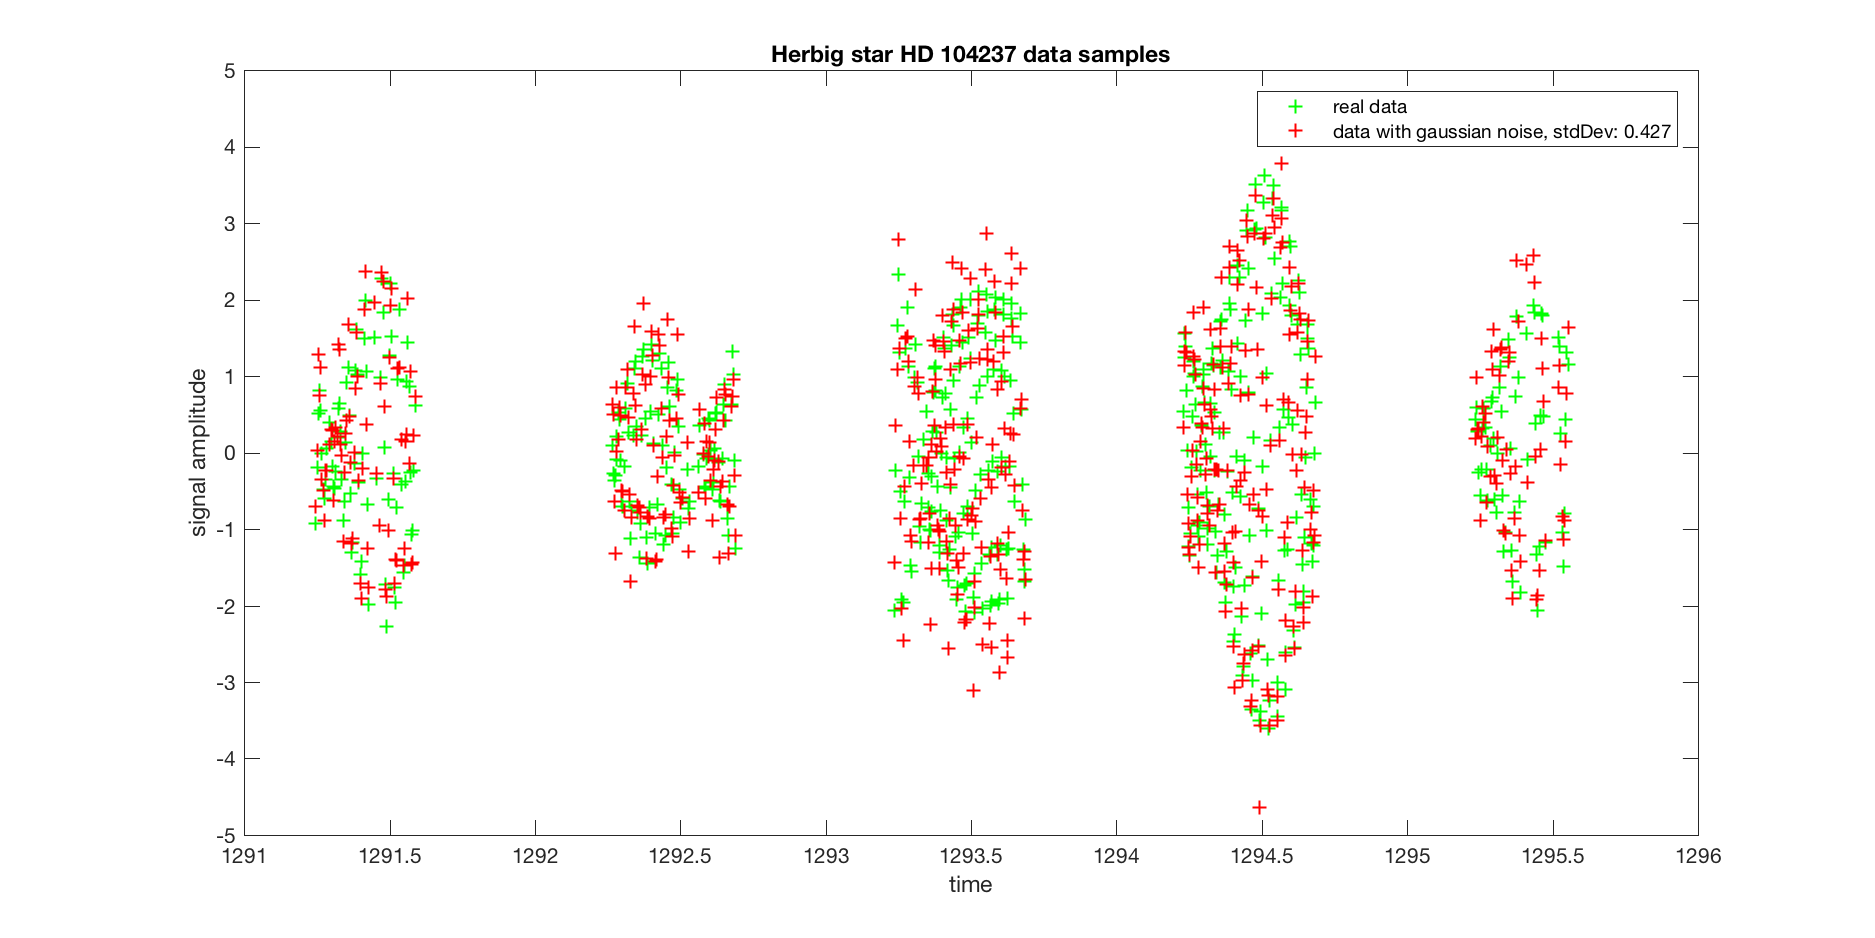 Herbig star HD 104237 data samples
real data
data with gaussian noise, stdDev: 0.427
signal amplitude
5
4
3
2
1
0
-1
-2
-3
-4
-5
1291 1291.5 1292 1292.5 1293 1293.5 1294 1294.5 1295 1295.5 1296
time